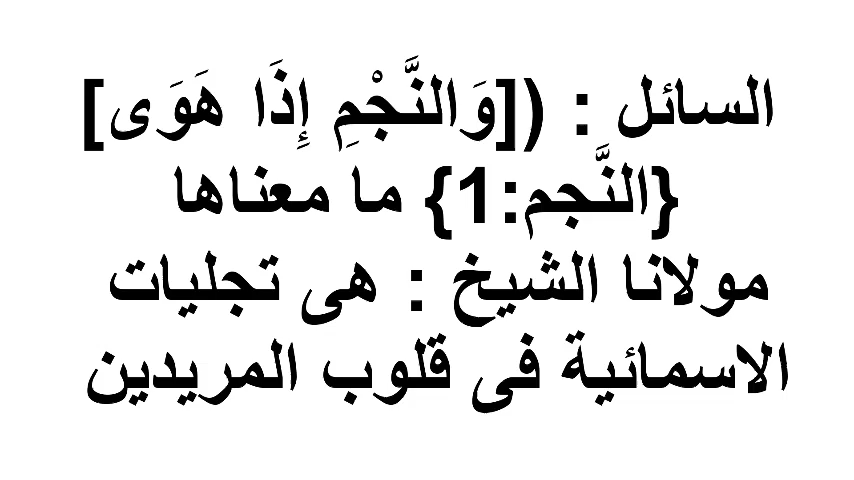 السائل : ([وَالنَّجْمِ إِذَا هَوَى]
{النَّجم:1} ما معناها
مولانا الشيخ : هى تجليات
الاسمائية فى قلوب المريدين